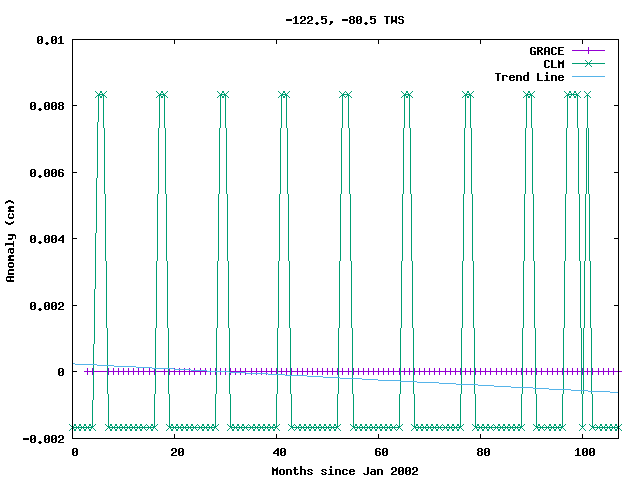 -122.5, -80.5 TWS
0.01
0.008
0.006
0.004
0.002
0
-0.002
Anomaly (cm)
GRACE
CLM
Trend Line
0 20 40 60 80 100
Months since Jan 2002